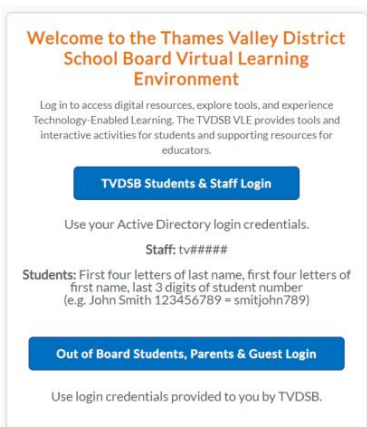 Welcome to the Thames Valley District
School Board Virtual Learning
Environment
Log in to access digital resources, explore tools, and experience
Technology-Enabled Learning. The TVDSB VLE provides tools and
interactive activities for students and supporting resources for
educators.
TVDSB Students & Staff Login
Use your Active Directory login credentials.
Staff: tv#####
Students: First four letters of last name, first four letters of
first name, last 3 digits of student number
(e.g. John Smith 123456789 = smitjohn789)
Out of Board Students, Parents & Guest Login
Use login credentials provided to you by TVDSB.